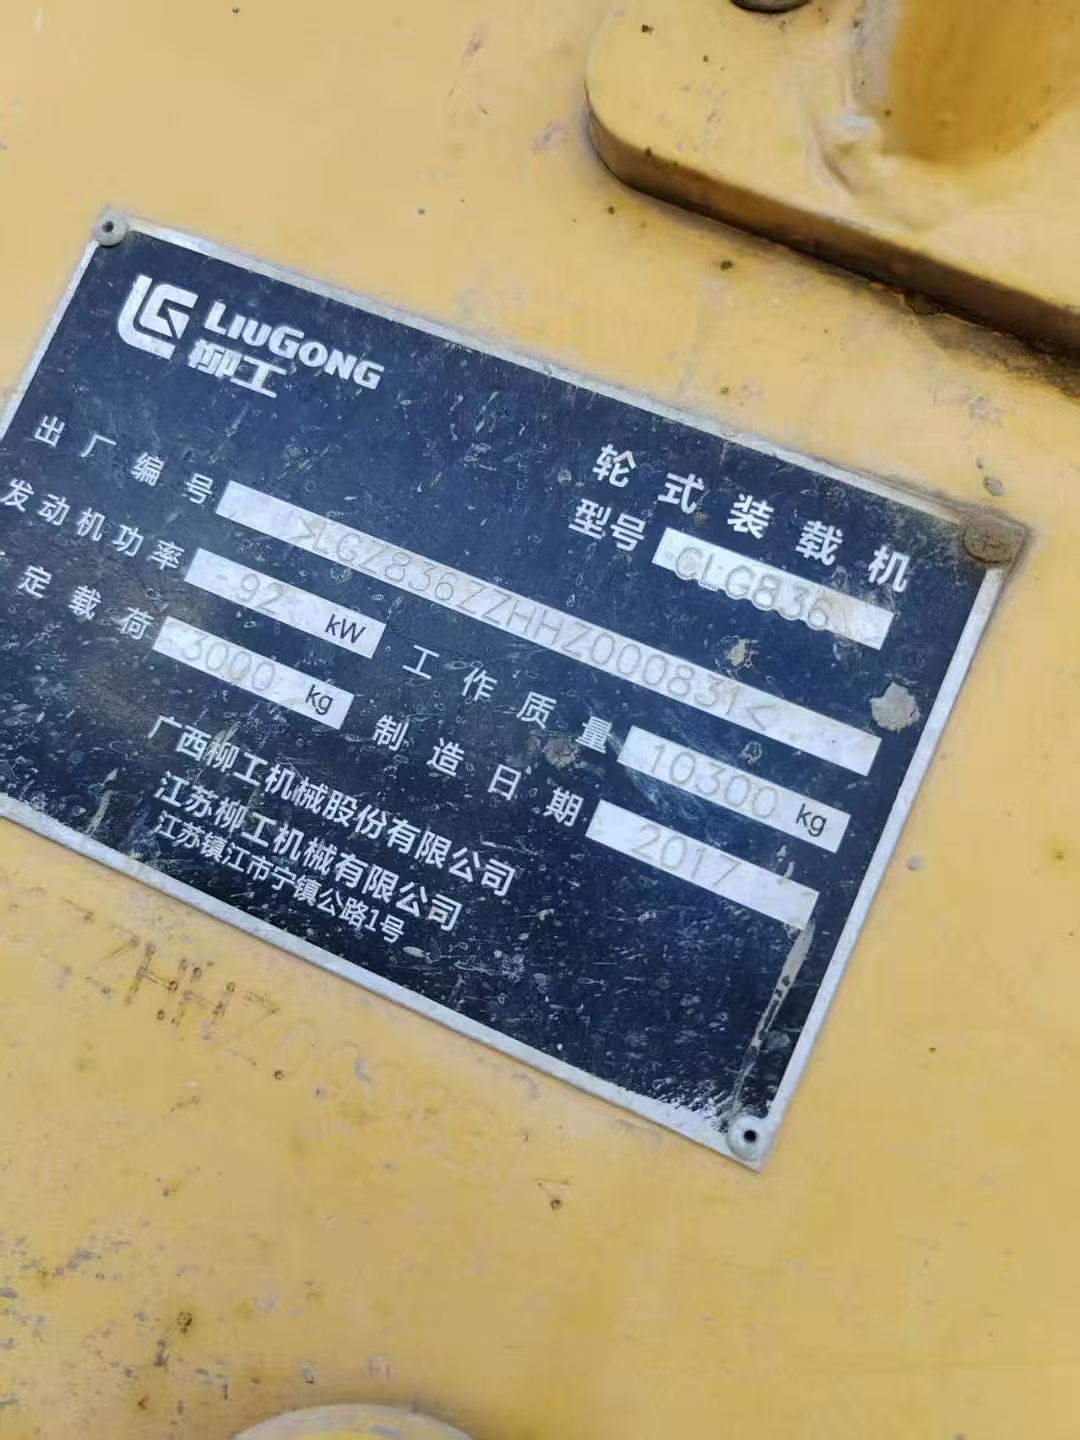 LIUGONG
柳工
轮式装载机
型号 CLG836
出厂编号 >LGZ836ZZHHZ000831<
发动机功率 92 kW
工作质量 10300 kg
定载荷 3000 kg
制造日期 2017
广西柳工机械股份有限公司
江苏柳工机械有限公司
江苏镇江市宁镇公路1号
ZZHHZ000831